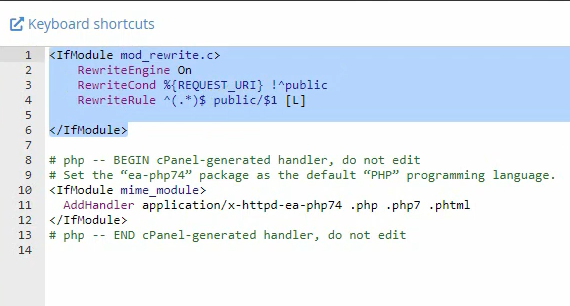 Keyboard shortcuts
1 <IfModule mod_rewrite.c>
2     RewriteEngine On
3     RewriteCond %{REQUEST_URI} !^public
4     RewriteRule ^(.*)$ public/$1 [L]
5
6 </IfModule>
7
8 # php -- BEGIN cPanel-generated handler, do not edit
9 # Set the “ea-php74” package as the default “PHP” programming language.
10 <IfModule mime_module>
11   AddHandler application/x-httpd-ea-php74 .php .php7 .phtml
12 </IfModule>
13 # php -- END cPanel-generated handler, do not edit
14